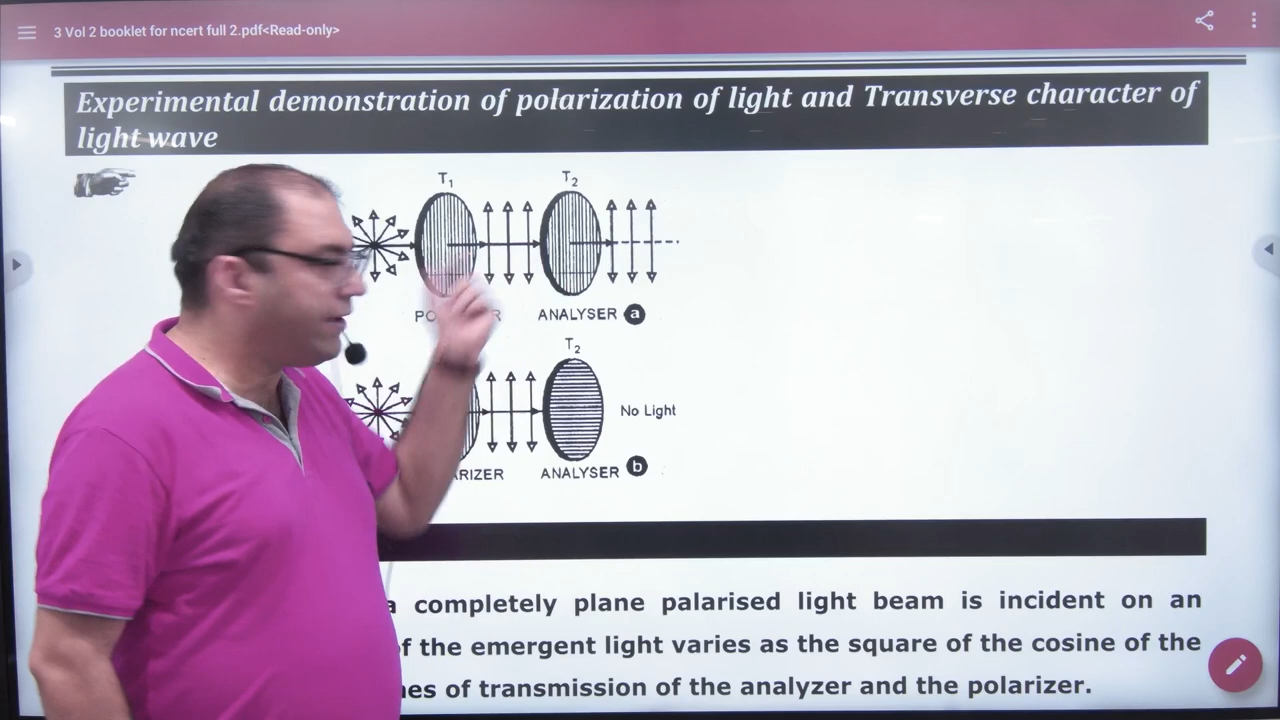 3 Vol 2 booklet for ncert full 2.pdf<Read-only>
Experimental demonstration of polarization of light and Transverse character of
light wave
T1 T2
ANALYSER a
T2
No Light
ARIZER ANALYSER b
a completely plane palarised light beam is incident on an
f the emergent light varies as the square of the cosine of the
nes of transmission of the analyzer and the polarizer.